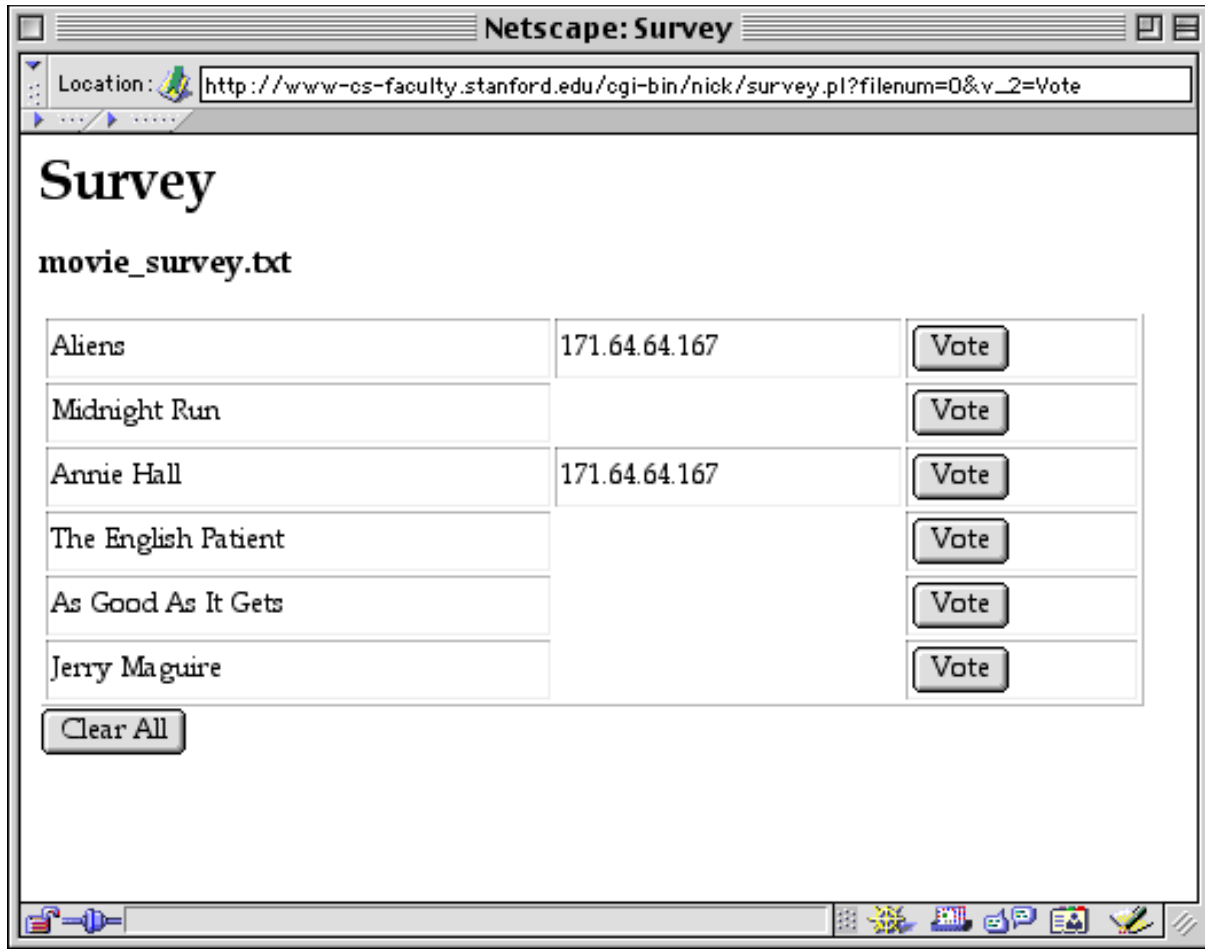 Netscape: Survey
Location: http://www-cs-faculty.stanford.edu/cgi-bin/nick/survey.pl?filenum=0&v_2=Vote
Survey
movie_survey.txt
Aliens 171.64.64.167 Vote
Midnight Run Vote
Annie Hall 171.64.64.167 Vote
The English Patient Vote
As Good As It Gets Vote
Jerry Maguire Vote
Clear All